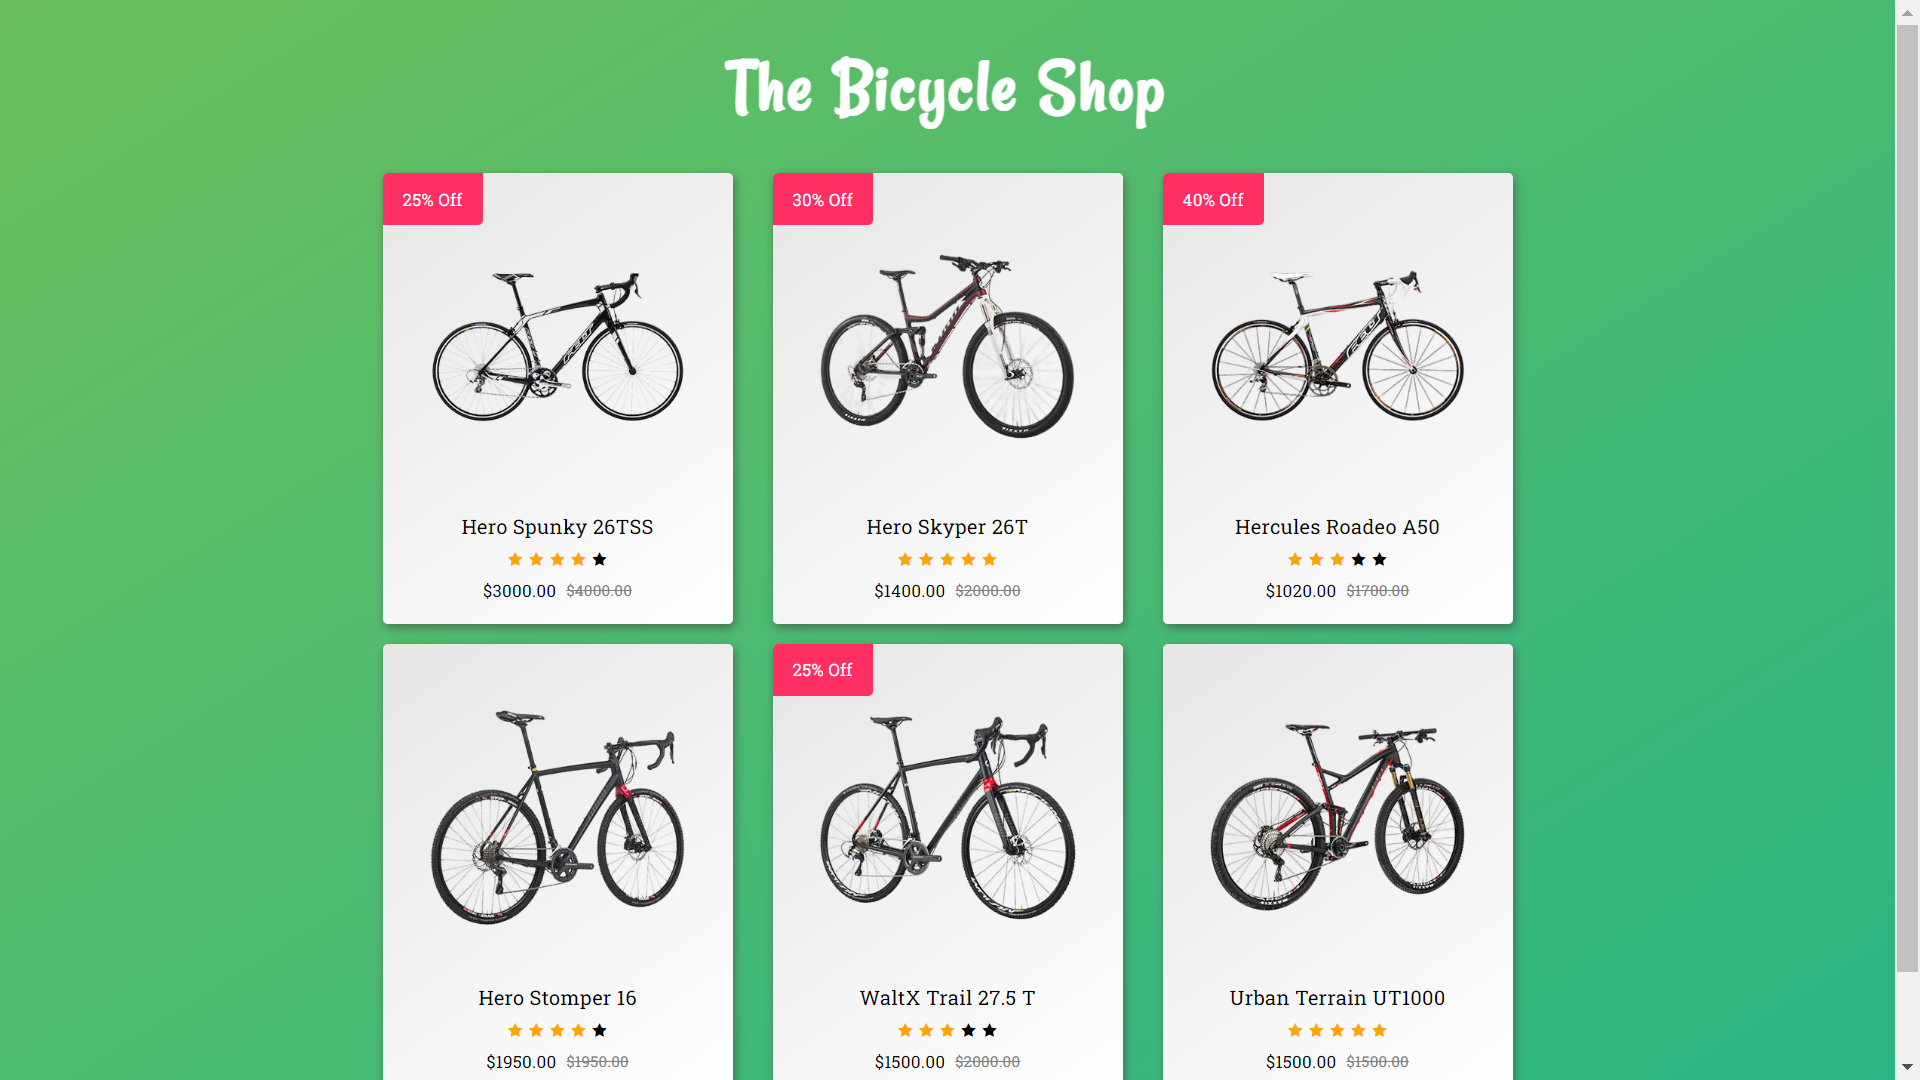 The Bicycle Shop
25% Off
30% Off
40% Off
Hero Spunky 26TSS
Hero Skyper 26T
Hercules Roadeo A50
$3000.00 $4000.00
$1400.00 $2000.00
$1020.00 $1700.00
25% Off
Hero Stomper 16
WaltX Trail 27.5 T
Urban Terrain UT1000
$1950.00 $1950.00
$1500.00 $2000.00
$1500.00 $1500.00